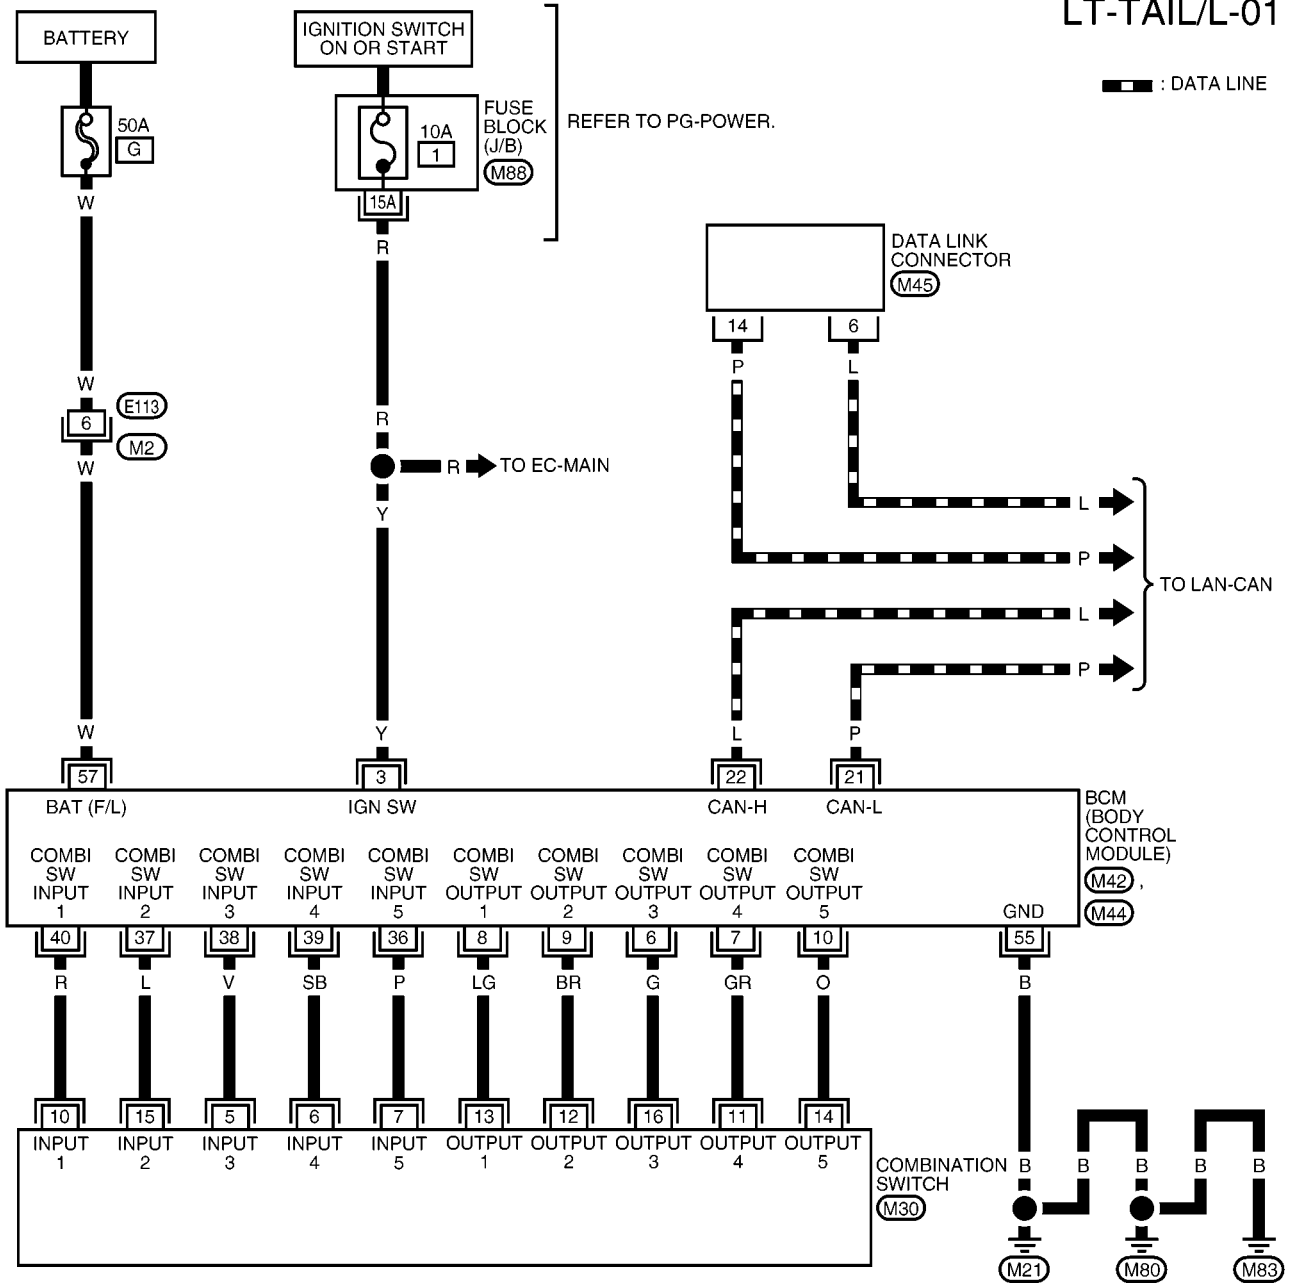 LT-TAIL/L-01
: DATA LINE
BATTERY
50A
G
W
IGNITION SWITCH
ON OR START
10A
1
FUSE
BLOCK
(J/B)
M88
15A
R
REFER TO PG-POWER.
DATA LINK
CONNECTOR
M45
14
6
P
L
W
E113
6
M2
W
R
R
TO EC-MAIN
Y
L
P
L
P
TO LAN-CAN
W
Y
L
P
57
3
22
21
BAT (F/L)
IGN SW
CAN-H
CAN-L
BCM
(BODY
CONTROL
MODULE)
M42 ,
M44
COMBI
SW
INPUT
1
COMBI
SW
INPUT
2
COMBI
SW
INPUT
3
COMBI
SW
INPUT
4
COMBI
SW
INPUT
5
COMBI
SW
OUTPUT
1
COMBI
SW
OUTPUT
2
COMBI
SW
OUTPUT
3
COMBI
SW
OUTPUT
4
COMBI
SW
OUTPUT
5
GND
40
37
38
39
36
8
9
6
7
10
55
R
L
V
SB
P
LG
BR
G
GR
O
B
10
15
5
6
7
13
12
16
11
14
INPUT
1
INPUT
2
INPUT
3
INPUT
4
INPUT
5
OUTPUT
1
OUTPUT
2
OUTPUT
3
OUTPUT
4
OUTPUT
5
COMBINATION
SWITCH
M30
B
B
B
B
B
M21
M80
M83